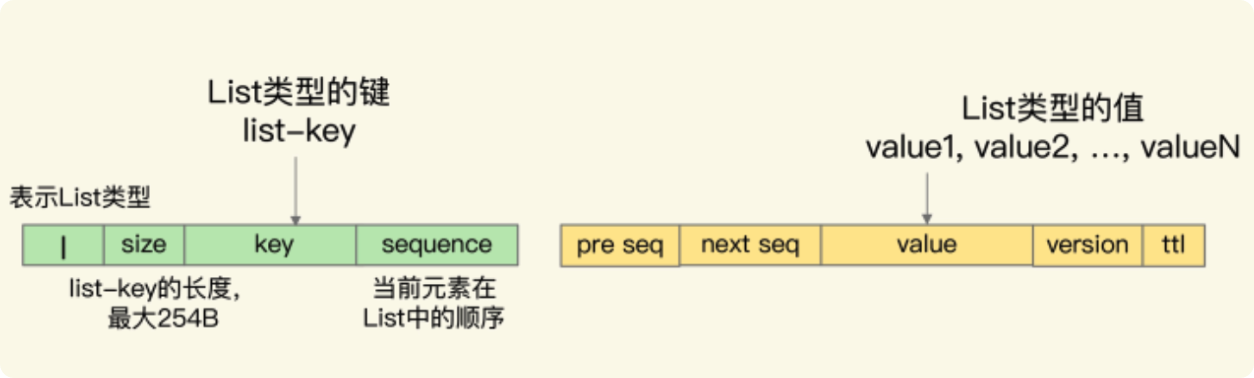 List类型的键
list-key
List类型的值
value1, value2, …, valueN
表示List类型
l size key sequence
pre seq next seq value version ttl
list-key的长度,
最大254B
当前元素在
List中的顺序